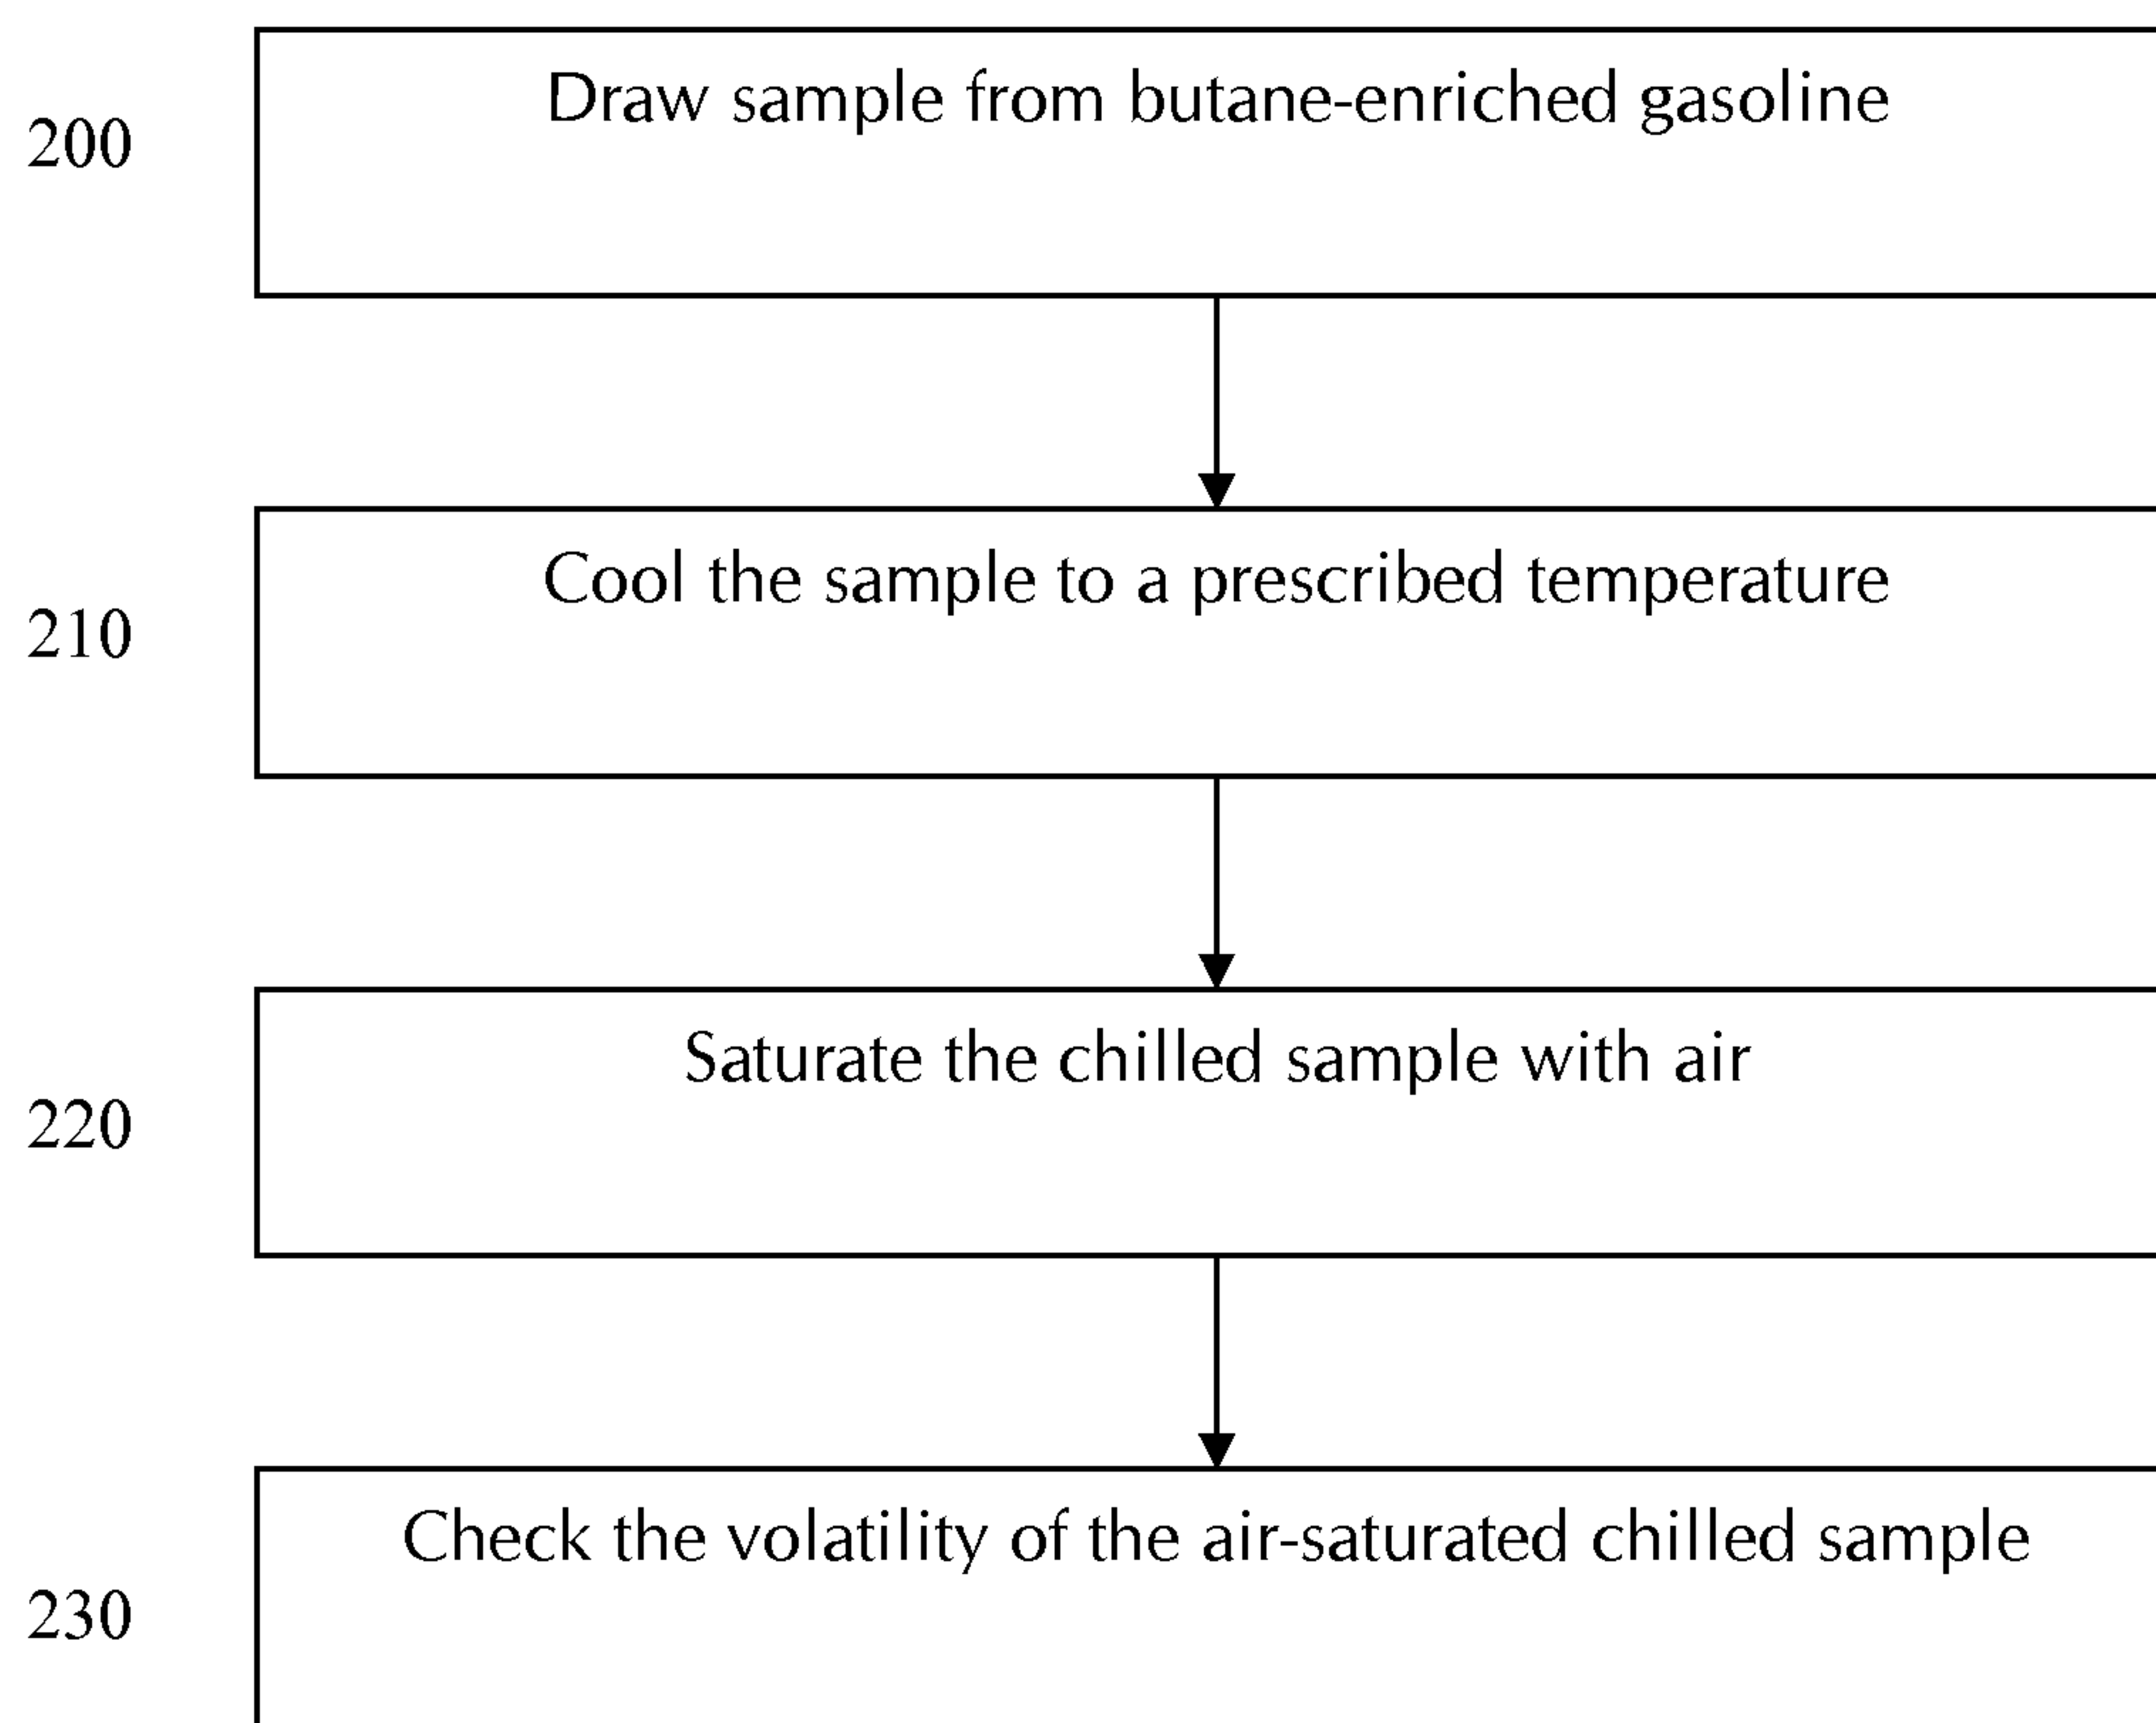 200
Draw sample from butane-enriched gasoline
210
Cool the sample to a prescribed temperature
220
Saturate the chilled sample with air
230
Check the volatility of the air-saturated chilled sample